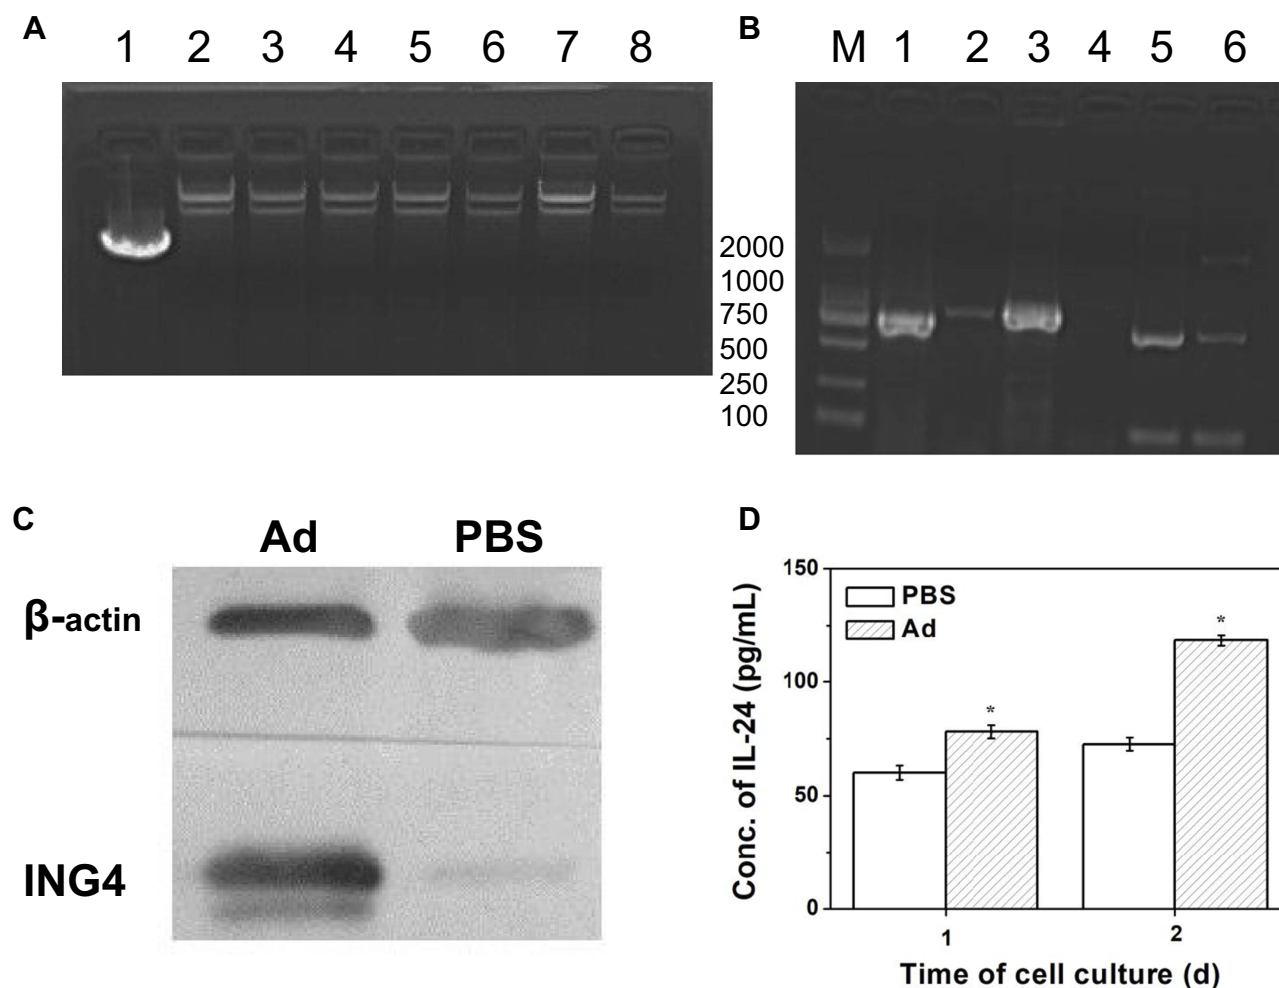 A
1 2 3 4 5 6 7 8
B
M 1 2 3 4 5 6
2000
1000
750
500
250
100
C
Ad PBS
β-actin
ING4
D
150
100
50
0
Conc. of IL-24 (pg/mL)
PBS
Ad
*
*
1 2
Time of cell culture (d)